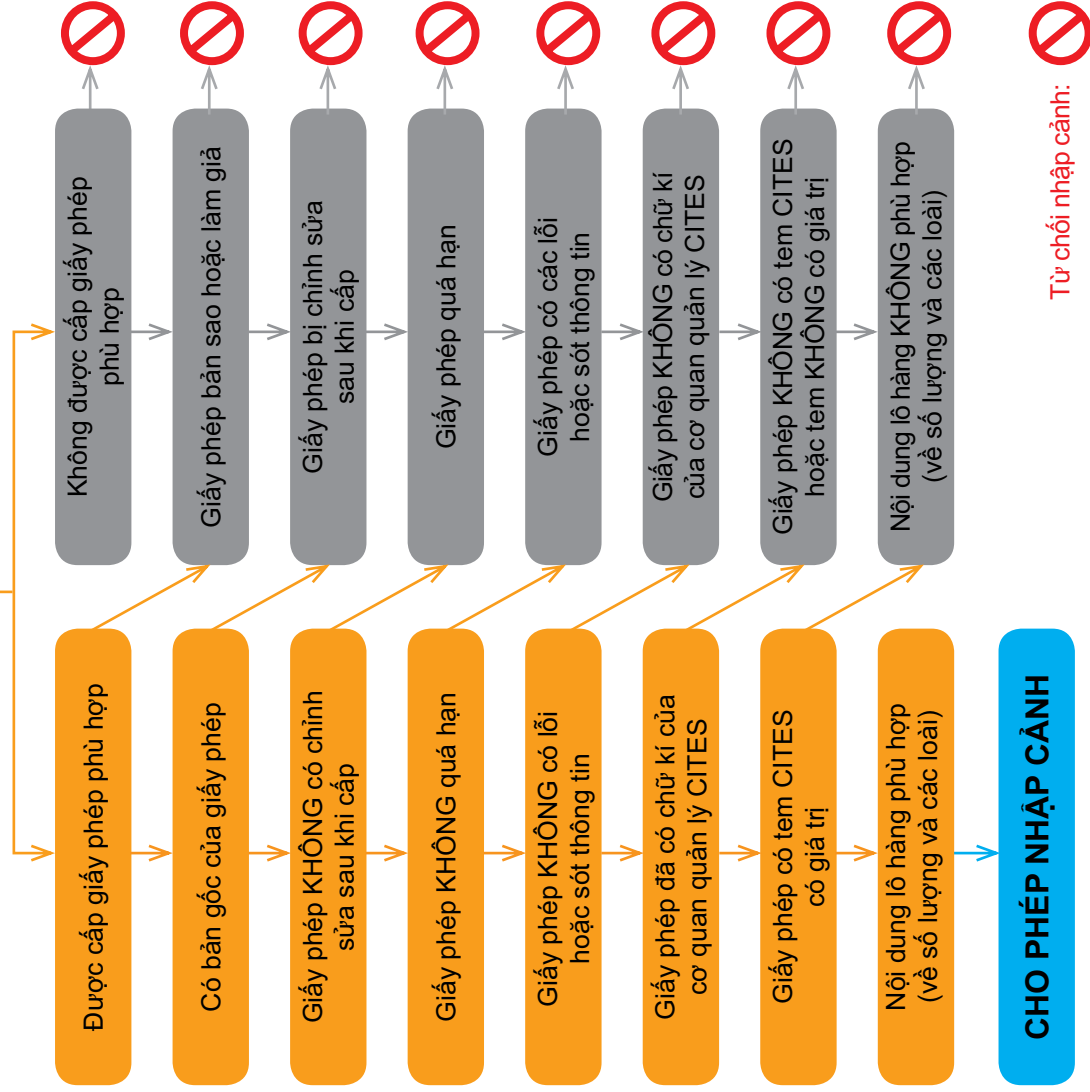 Được cấp giấy phép phù hợp
Có bản gốc của giấy phép
Giấy phép KHÔNG có chỉnh
sửa sau khi cấp
Giấy phép KHÔNG quá hạn
Giấy phép KHÔNG có lỗi
hoặc sót thông tin
Giấy phép đã có chữ kí của
cơ quan quản lý CITES
Giấy phép có tem CITES
có giá trị
Nội dung lô hàng phù hợp
(về số lượng và các loài)
CHO PHÉP NHẬP CẢNH
Không được cấp giấy phép
phù hợp
Giấy phép bản sao hoặc làm giả
Giấy phép bị chỉnh sửa
sau khi cấp
Giấy phép quá hạn
Giấy phép có các lỗi
hoặc sót thông tin
Giấy phép KHÔNG có chữ kí
của cơ quan quản lý CITES
Giấy phép KHÔNG có tem CITES
hoặc tem KHÔNG có giá trị
Nội dung lô hàng KHÔNG phù hợp
(về số lượng và các loài)
Từ chối nhập cảnh: